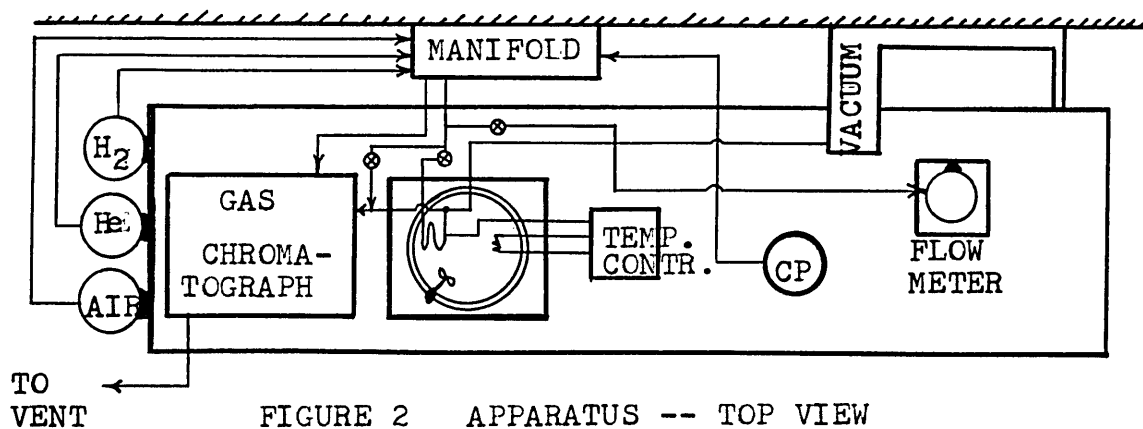 MANIFOLD
VACUUM
H2
He
AIR
GAS
CHROMA-
TOGRAPH
TEMP.
CONTR.
CP
FLOW
METER
TO
VENT
FIGURE 2 APPARATUS -- TOP VIEW